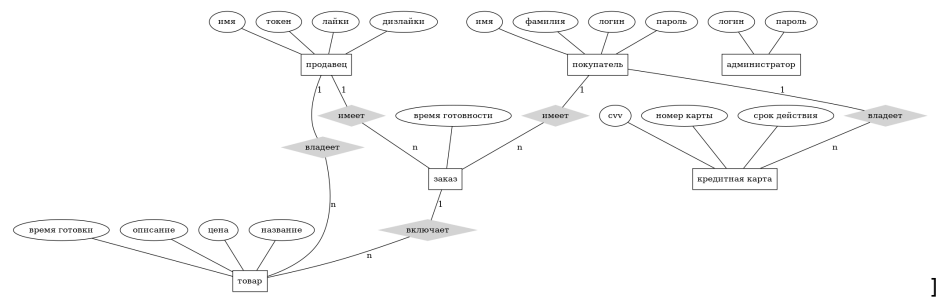 имя токен лайки дизлайки имя фамилия логин пароль логин пароль
продавец покупатель администратор
1 1 1 1
имеет время готовности имеет cvv номер карты срок действия владеет
владеет n n n
заказ кредитная карта
n 1
время готовки описание цена название включает
n
товар ]